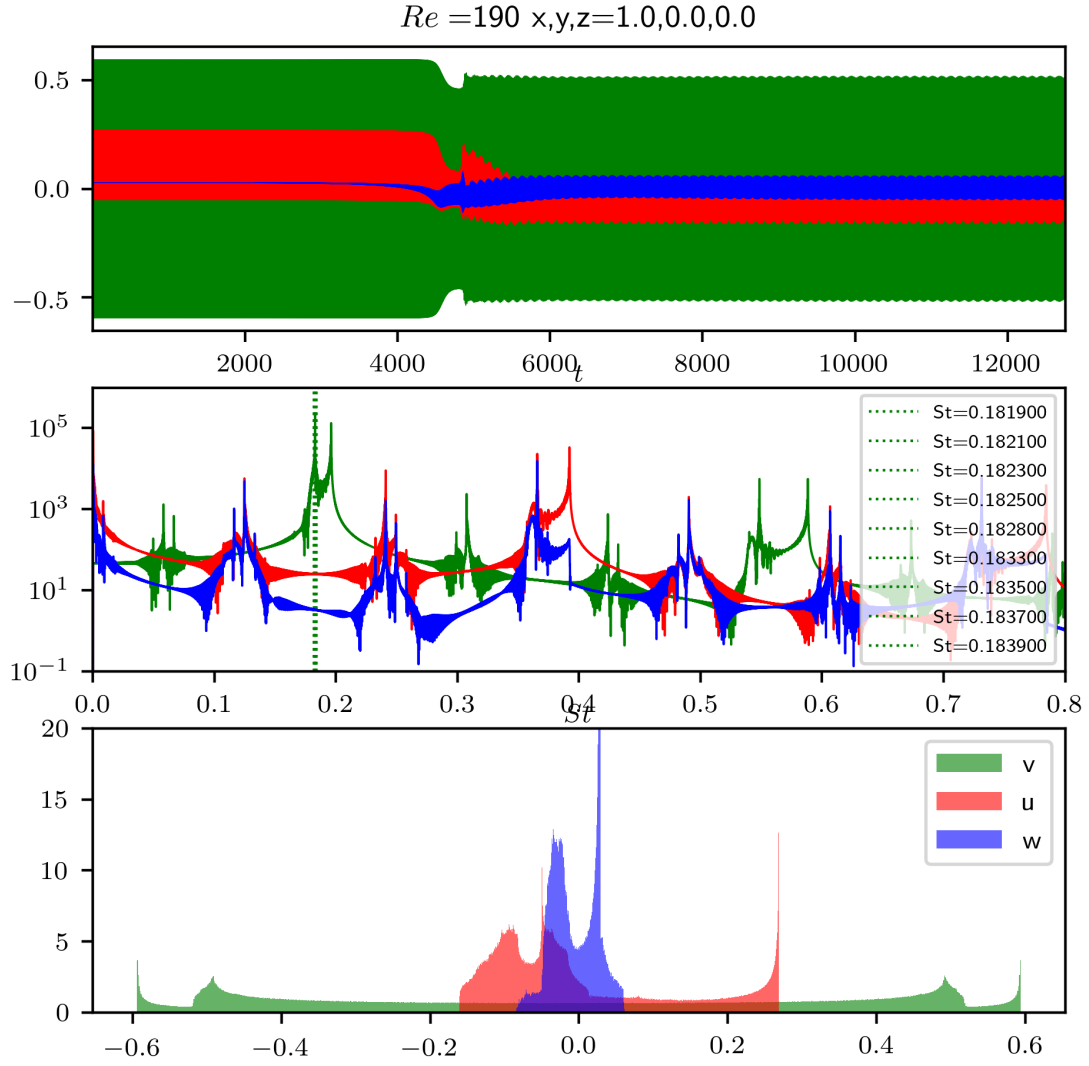 Re =190 x,y,z=1.0,0.0,0.0
0.5
0.0
−0.5
2000 4000 6000 8000 10000 12000
t
10^5
10^3
10^1
10^−1
St=0.181900
St=0.182100
St=0.182300
St=0.182500
St=0.182800
St=0.183300
St=0.183500
St=0.183700
St=0.183900
0.0 0.1 0.2 0.3 0.4 0.5 0.6 0.7 0.8
St
20
15
10
5
0
v
u
w
−0.6 −0.4 −0.2 0.0 0.2 0.4 0.6